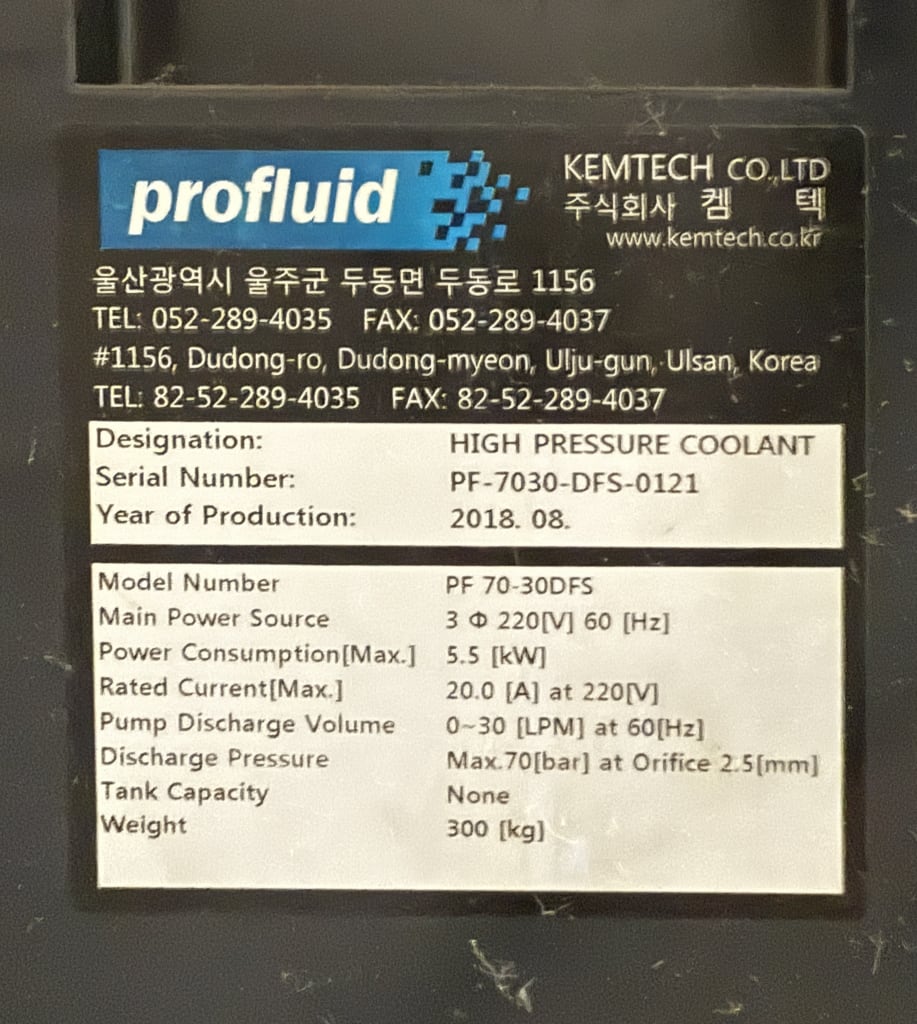 profluid
KEMTECH CO.,LTD
주식회사 켐 텍
www.kemtech.co.kr
울산광역시 울주군 두동면 두동로 1156
TEL: 052-289-4035 FAX: 052-289-4037
#1156, Dudong-ro, Dudong-myeon, Ulju-gun, Ulsan, Korea
TEL: 82-52-289-4035 FAX: 82-52-289-4037
Designation: HIGH PRESSURE COOLANT
Serial Number: PF-7030-DFS-0121
Year of Production: 2018. 08.
Model Number PF 70-30DFS
Main Power Source 3 Φ 220[V] 60 [Hz]
Power Consumption[Max.] 5.5 [kW]
Rated Current[Max.] 20.0 [A] at 220[V]
Pump Discharge Volume 0~30 [LPM] at 60[Hz]
Discharge Pressure Max.70[bar] at Orifice 2.5[mm]
Tank Capacity None
Weight 300 [kg]